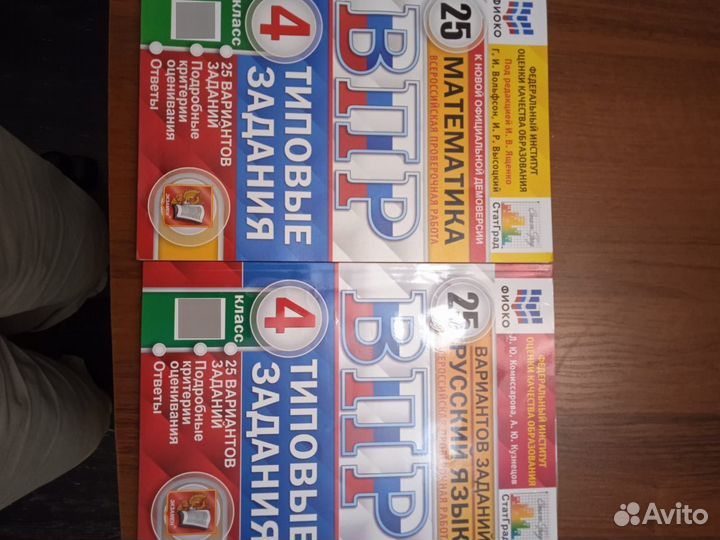 ФИОКО
ФЕДЕРАЛЬНЫЙ ИНСТИТУТ
ОЦЕНКИ КАЧЕСТВА ОБРАЗОВАНИЯ
Под редакцией И. В. Ященко
Г. И. Вольфсон, И. Р. Высоцкий
СтатГрад
К НОВОЙ ОФИЦИАЛЬНОЙ ДЕМОВЕРСИИ
25
МАТЕМАТИКА
ВСЕРОССИЙСКАЯ ПРОВЕРОЧНАЯ РАБОТА
ВПР
4
ТИПОВЫЕ
ЗАДАНИЯ
класс
25 ВАРИАНТОВ
ЗАДАНИЙ
Подробные
критерии
оценивания
Ответы
ЭКЗАМЕН
ФИОКО
ФЕДЕРАЛЬНЫЙ ИНСТИТУТ
ОЦЕНКИ КАЧЕСТВА ОБРАЗОВАНИЯ
Л. Ю. Комиссарова, А. Ю. Кузнецов
СтатГрад
25
ВАРИАНТОВ ЗАДАНИЙ
РУССКИЙ ЯЗЫК
ВПР
4
ТИПОВЫЕ
ЗАДАНИЯ
класс
25 ВАРИАНТОВ
ЗАДАНИЙ
Подробные
критерии
оценивания
Ответы
ЭКЗАМЕН
Avito